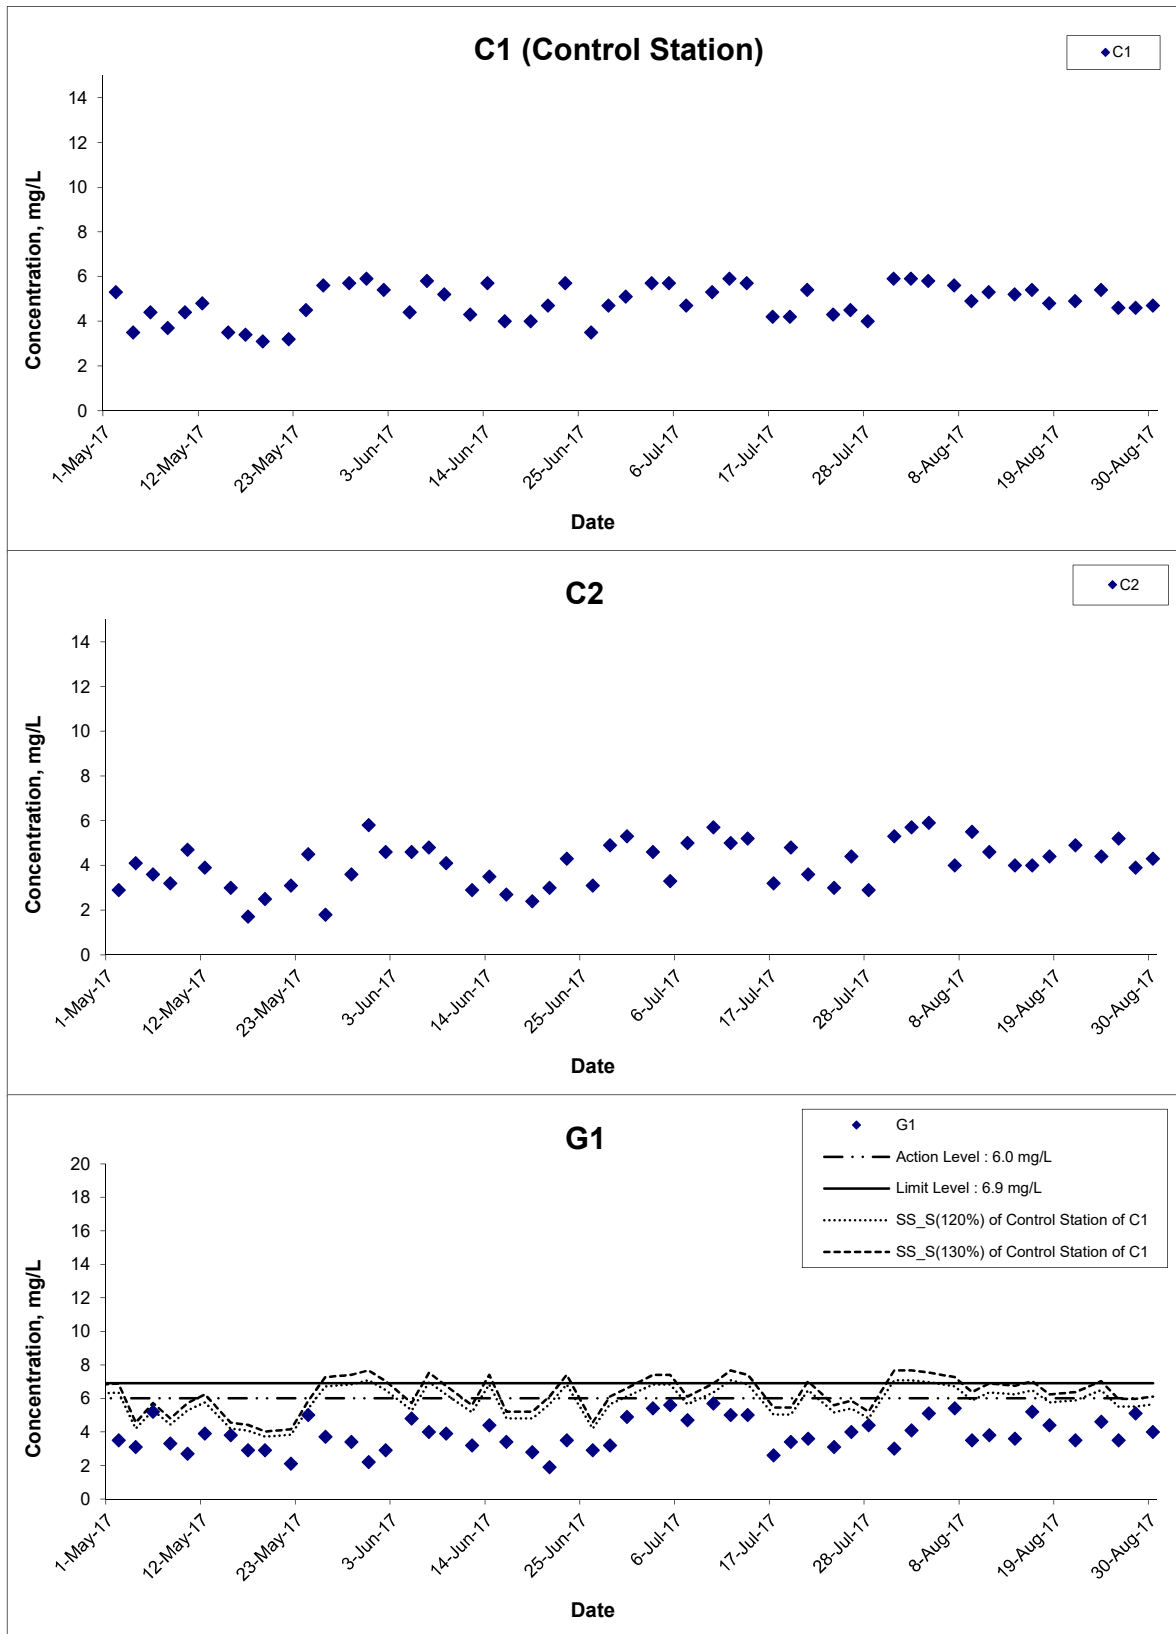 C1 (Control Station)
C1
Concentration, mg/L
14
12
10
8
6
4
2
0
1-May-17
12-May-17
23-May-17
3-Jun-17
14-Jun-17
25-Jun-17
6-Jul-17
17-Jul-17
28-Jul-17
8-Aug-17
19-Aug-17
30-Aug-17
Date
C2
C2
Concentration, mg/L
14
12
10
8
6
4
2
0
1-May-17
12-May-17
23-May-17
3-Jun-17
14-Jun-17
25-Jun-17
6-Jul-17
17-Jul-17
28-Jul-17
8-Aug-17
19-Aug-17
30-Aug-17
Date
G1
G1
Action Level : 6.0 mg/L
Limit Level : 6.9 mg/L
SS_S(120%) of Control Station of C1
SS_S(130%) of Control Station of C1
Concentration, mg/L
20
18
16
14
12
10
8
6
4
2
0
1-May-17
12-May-17
23-May-17
3-Jun-17
14-Jun-17
25-Jun-17
6-Jul-17
17-Jul-17
28-Jul-17
8-Aug-17
19-Aug-17
30-Aug-17
Date